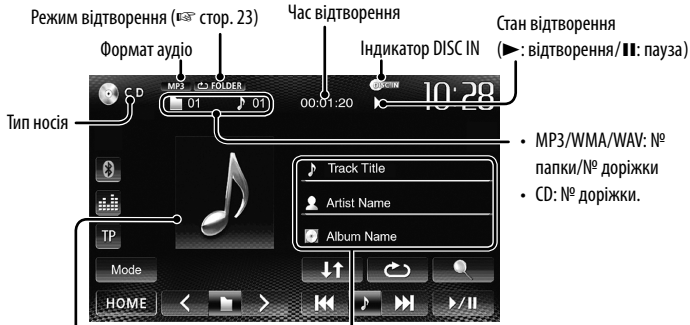 Режим відтворення (☞ стор. 23)
Час відтворення
Стан відтворення
(►: відтворення/❚❚: пауза)
Формат аудіо
Індикатор DISC IN
MP3
FOLDER
DISC IN
CD
01
01
00:01:20
10:28
Тип носія
• MP3/WMA/WAV: №
папки/№ доріжки
• CD: № доріжки.
Track Title
Artist Name
Album Name
TP
Mode
HOME